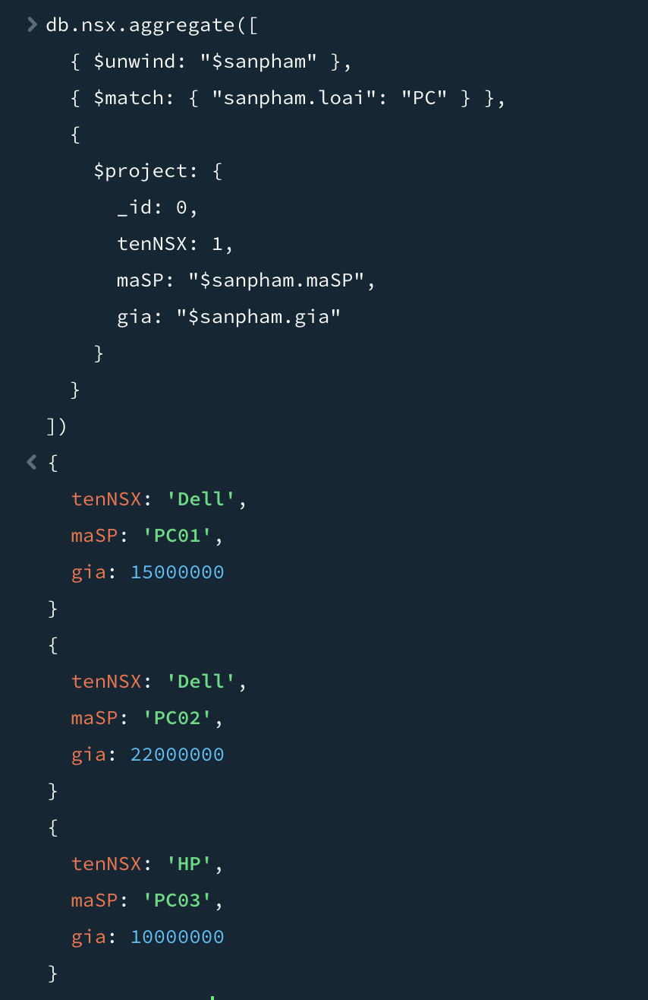 > db.nsx.aggregate([
{ $unwind: "$sanpham" },
{ $match: { "sanpham.loai": "PC" } },
{
$project: {
_id: 0,
tenNSX: 1,
maSP: "$sanpham.maSP",
gia: "$sanpham.gia"
}
}
])
< {
tenNSX: 'Dell',
maSP: 'PC01',
gia: 15000000
}
{
tenNSX: 'Dell',
maSP: 'PC02',
gia: 22000000
}
{
tenNSX: 'HP',
maSP: 'PC03',
gia: 10000000
}